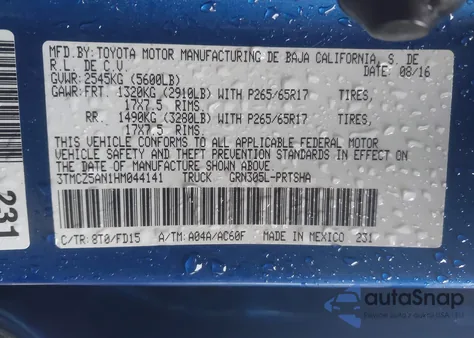 MFD.BY:TOYOTA MOTOR MANUFACTURING DE BAJA CALIFORNIA, S. DE
R.L. DE C.V. DATE: 08/16
GVWR:2545KG (5600LB)
GAWR:FRT. 1320KG (2910LB) WITH P265/65R17 TIRES,
17X7.5 RIMS.
RR. 1490KG (3280LB) WITH P265/65R17 TIRES,
17X7.5 RIMS.
THIS VEHICLE CONFORMS TO ALL APPLICABLE FEDERAL MOTOR
VEHICLE SAFETY AND THEFT PREVENTION STANDARDS IN EFFECT ON
THE DATE OF MANUFACTURE SHOWN ABOVE
3TMCZ5AN1HM044141 TRUCK GRN305L-PRTSHA
C/TR: 8T0/FD15 A/TM: A04A/AC60F MADE IN MEXICO 231
231
autoSnap